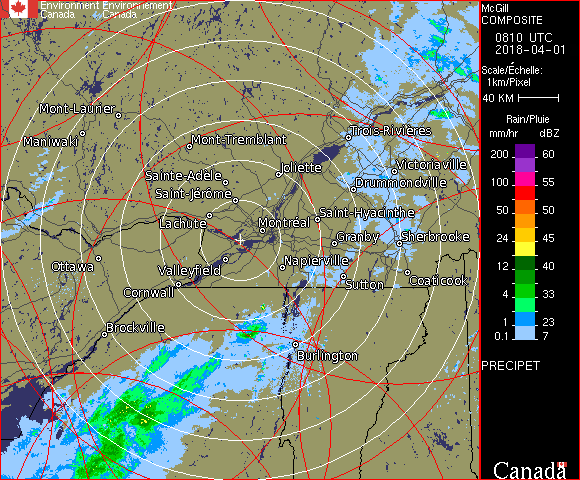 Environment Environnement
Canada Canada
McGill
COMPOSITE
0810 UTC
2018-04-01
Scale/Échelle:
1km/Pixel
40 KM
Rain/Pluie
mm/hr dBZ
200 60
100 55
50 50
24 45
12 40
4 33
1 23
0.1 7
PRECIPET
Canada
Mont-Laurier
Maniwaki
Mont-Tremblant
Trois-Rivières
Joliette
Victoriaville
Sainte-Adèle
Drummondville
Saint-Jérôme
Lachute
Saint-Hyacinthe
Montréal
Granby
Sherbrooke
Ottawa
Napierville
Valleyfield
Coaticook
Sutton
Cornwall
Brockville
Burlington